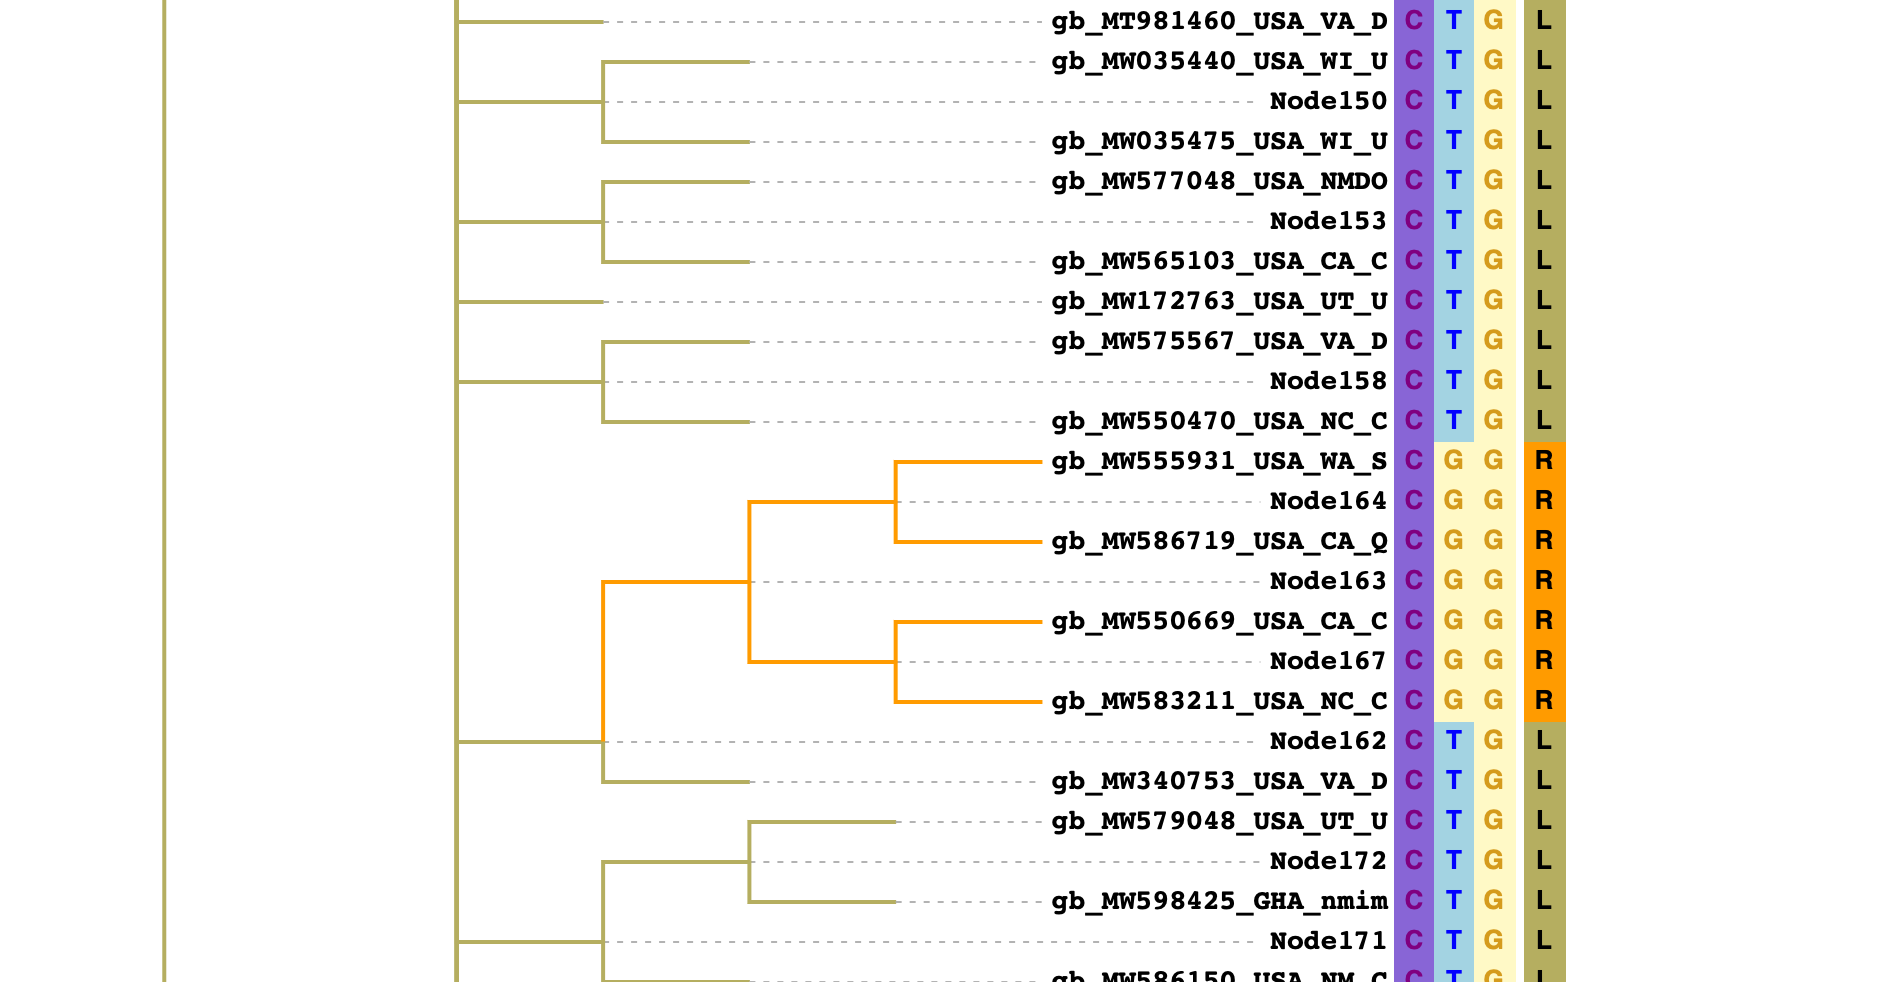 gb_MT981460_USA_VA_D C T G L
gb_MW035440_USA_WI_U C T G L
Node150 C T G L
gb_MW035475_USA_WI_U C T G L
gb_MW577048_USA_NMDO C T G L
Node153 C T G L
gb_MW565103_USA_CA_C C T G L
gb_MW172763_USA_UT_U C T G L
gb_MW575567_USA_VA_D C T G L
Node158 C T G L
gb_MW550470_USA_NC_C C T G L
gb_MW555931_USA_WA_S C G G R
Node164 C G G R
gb_MW586719_USA_CA_Q C G G R
Node163 C G G R
gb_MW550669_USA_CA_C C G G R
Node167 C G G R
gb_MW583211_USA_NC_C C G G R
Node162 C T G L
gb_MW340753_USA_VA_D C T G L
gb_MW579048_USA_UT_U C T G L
Node172 C T G L
gb_MW598425_GHA_nmim C T G L
Node171 C T G L
gb_MW586150_USA_NM_C C T G L